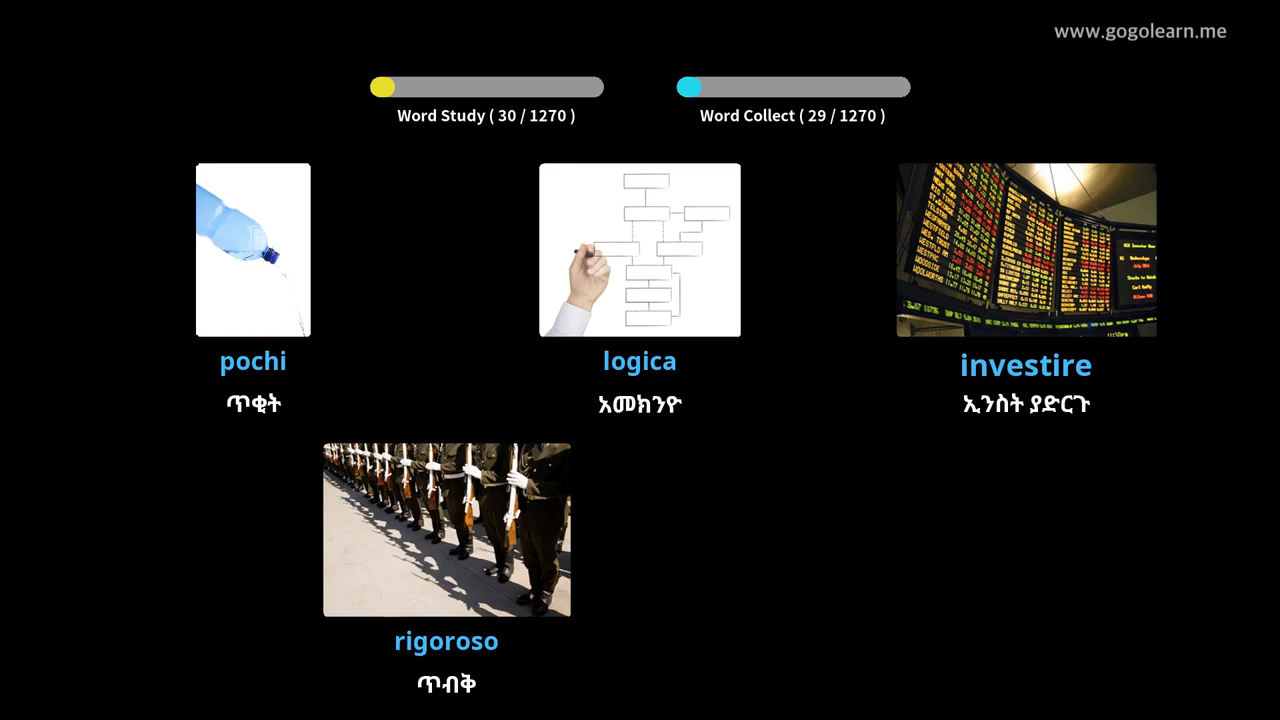 www.gogolearn.me
Word Study ( 30 / 1270 )
Word Collect ( 29 / 1270 )
pochi
logica
investire
ጥቂት
አመክንዮ
ኢንስት ያድርጉ
rigoroso
ጥብቅ